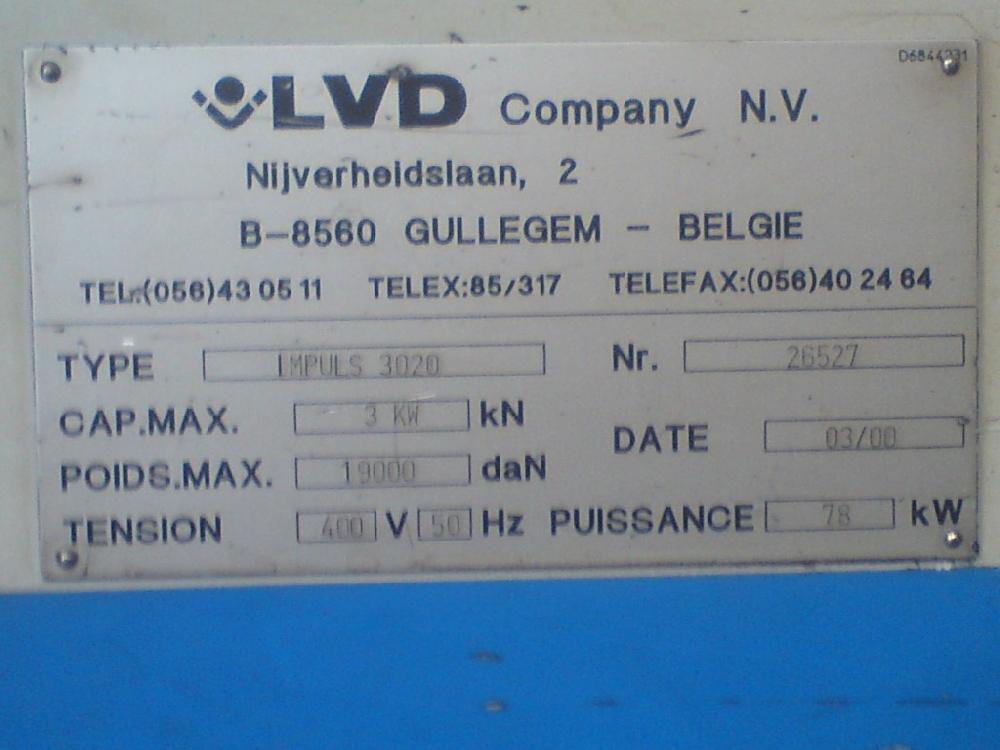 D6844231
LVD Company N.V.
Nijverheidslaan, 2
B-8560 GULLEGEM - BELGIE
TEL.:(056)43 05 11 TELEX:85/317 TELEFAX:(056)40 24 64
TYPE IMPULS 3020 Nr. 26527
CAP.MAX. 3 KW kN
DATE 03/00
POIDS.MAX. 19000 daN
TENSION 400 V 50 Hz PUISSANCE 78 kW